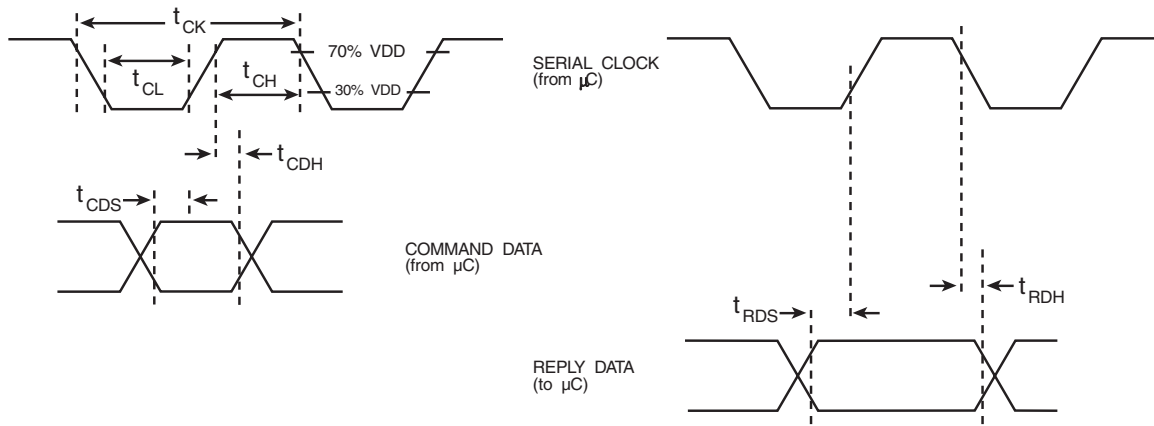 tCK
70% VDD
tCL
tCH
30% VDD
SERIAL CLOCK
(from µC)
tCDH
tCDS
COMMAND DATA
(from µC)
tRDS
tRDH
REPLY DATA
(to µC)